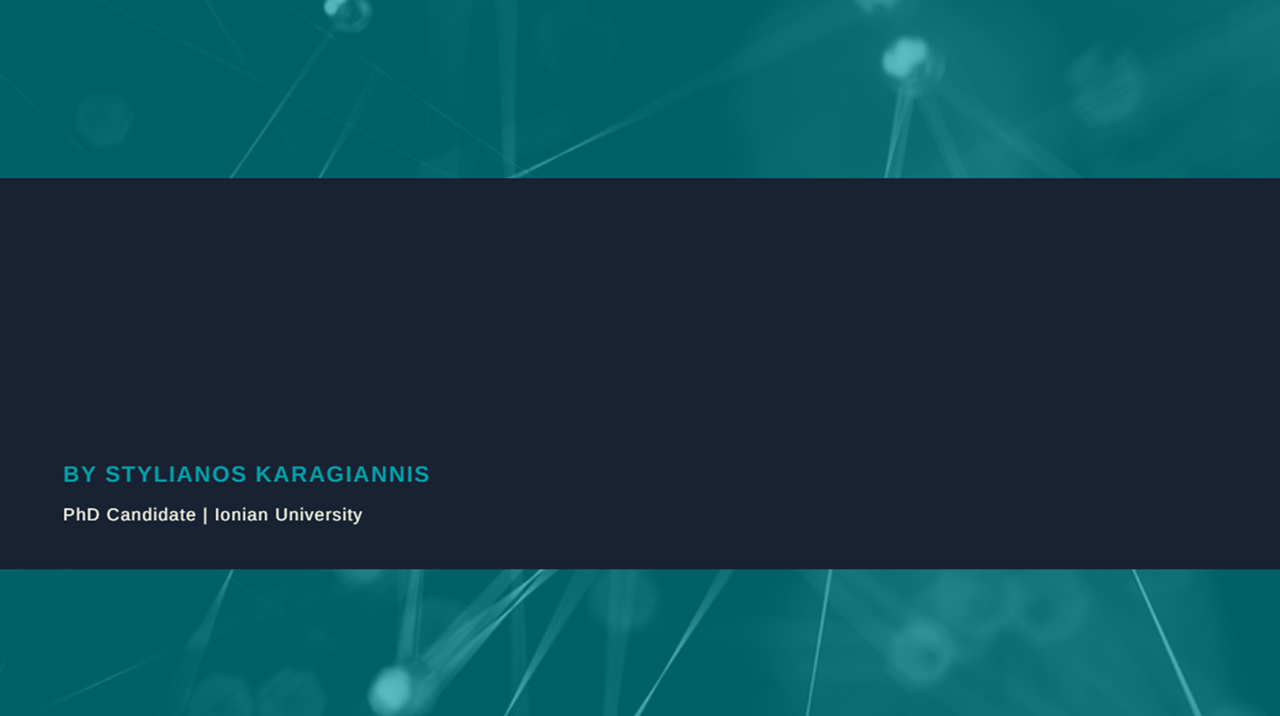 BY STYLIANOS KARAGIANNIS
PhD Candidate | Ionian University